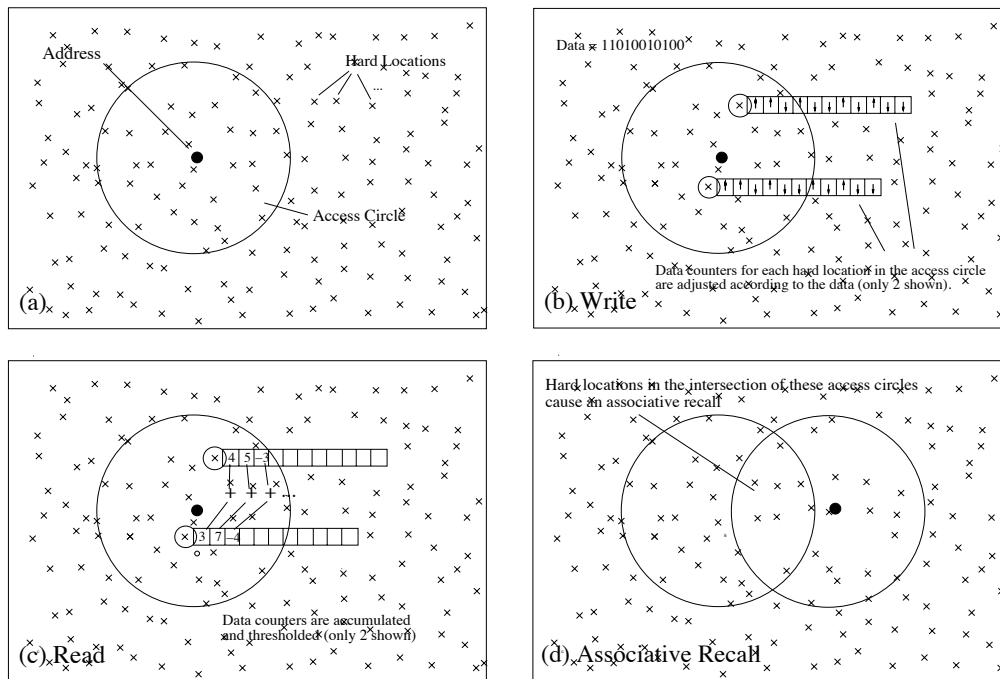 Address
Hard Locations
...
Access Circle
(a)
Data = 11010010100
Data counters for each hard location in the access circle
are adjusted according to the data (only 2 shown).
(b) Write
4 5 −3
+ + + ...
3 7 −4
Data counters are accumulated
and thresholded (only 2 shown)
(c) Read
Hard locations in the intersection of these access circles
cause an associative recall
(d) Associative Recall